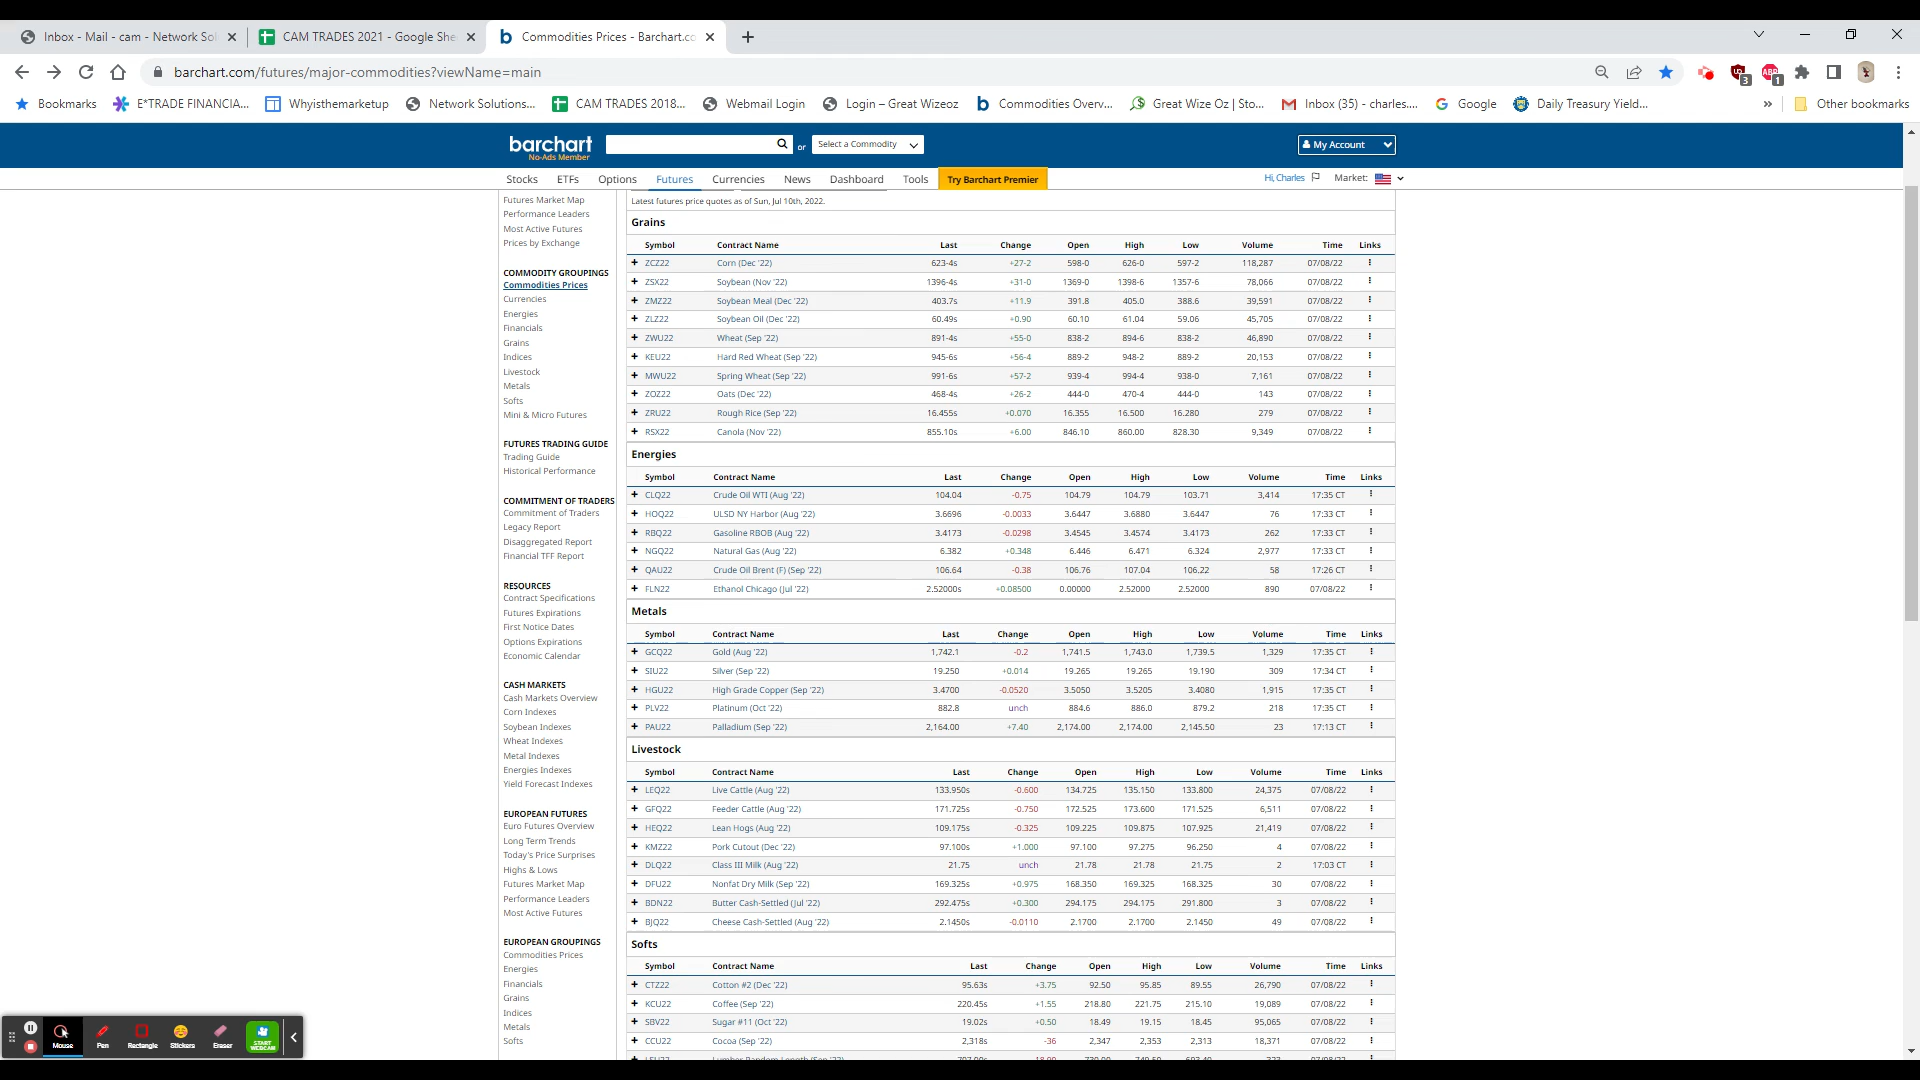 Inbox - Mail - cam - Network Sol
CAM TRADES 2021 - Google She
Commodities Prices - Barchart.co
barchart.com/futures/major-commodities?viewName=main
3
ABP
1
Bookmarks
E*TRADE FINANCIA...
Whyisthemarketup
Network Solutions...
CAM TRADES 2018...
Webmail Login
Login – Great Wizeoz
Commodities Overv...
Great Wize Oz | Sto...
Inbox (35) - charles....
Google
Daily Treasury Yield...
»
Other bookmarks
barchart
No-Ads Member
or
Select a Commodity
My Account
Stocks ETFs Options Futures Currencies News Dashboard Tools Try Barchart Premier
Hi, Charles
Market:
Futures Market Map
Performance Leaders
Most Active Futures
Prices by Exchange
COMMODITY GROUPINGS
Commodities Prices
Currencies
Energies
Financials
Grains
Indices
Livestock
Metals
Softs
Mini & Micro Futures
FUTURES TRADING GUIDE
Trading Guide
Historical Performance
COMMITMENT OF TRADERS
Commitment of Traders
Legacy Report
Disaggregated Report
Financial TFF Report
RESOURCES
Contract Specifications
Futures Expirations
First Notice Dates
Options Expirations
Economic Calendar
CASH MARKETS
Cash Markets Overview
Corn Indexes
Soybean Indexes
Wheat Indexes
Metal Indexes
Energies Indexes
Yield Forecast Indexes
EUROPEAN FUTURES
Euro Futures Overview
Long Term Trends
Today's Price Surprises
Highs & Lows
Futures Market Map
Performance Leaders
Most Active Futures
EUROPEAN GROUPINGS
Commodities Prices
Energies
Financials
Grains
Indices
Metals
Softs
Latest futures price quotes as of Sun, Jul 10th, 2022.
Grains
Symbol Contract Name Last Change Open High Low Volume Time Links
+ ZCZ22 Corn (Dec '22) 623-4s +27-2 598-0 626-0 597-2 118,287 07/08/22
+ ZSX22 Soybean (Nov '22) 1396-4s +31-0 1369-0 1398-6 1357-6 78,066 07/08/22
+ ZMZ22 Soybean Meal (Dec '22) 403.7s +11.9 391.8 405.0 388.6 39,591 07/08/22
+ ZLZ22 Soybean Oil (Dec '22) 60.49s +0.90 60.10 61.04 59.06 45,705 07/08/22
+ ZWU22 Wheat (Sep '22) 891-4s +55-0 838-2 894-6 838-2 46,890 07/08/22
+ KEU22 Hard Red Wheat (Sep '22) 945-6s +56-4 889-2 948-2 889-2 20,153 07/08/22
+ MWU22 Spring Wheat (Sep '22) 991-6s +57-2 939-4 994-4 938-0 7,161 07/08/22
+ ZOZ22 Oats (Dec '22) 468-4s +26-2 444-0 470-4 444-0 143 07/08/22
+ ZRU22 Rough Rice (Sep '22) 16.455s +0.070 16.355 16.500 16.280 279 07/08/22
+ RSX22 Canola (Nov '22) 855.10s +6.00 846.10 860.00 828.30 9,349 07/08/22
Energies
Symbol Contract Name Last Change Open High Low Volume Time Links
+ CLQ22 Crude Oil WTI (Aug '22) 104.04 -0.75 104.79 104.79 103.71 3,414 17:35 CT
+ HOQ22 ULSD NY Harbor (Aug '22) 3.6696 -0.0033 3.6447 3.6880 3.6447 76 17:33 CT
+ RBQ22 Gasoline RBOB (Aug '22) 3.4173 -0.0298 3.4545 3.4574 3.4173 262 17:33 CT
+ NGQ22 Natural Gas (Aug '22) 6.382 +0.348 6.446 6.471 6.324 2,977 17:33 CT
+ QAU22 Crude Oil Brent (F) (Sep '22) 106.64 -0.38 106.76 107.04 106.22 58 17:26 CT
+ FLN22 Ethanol Chicago (Jul '22) 2.52000s +0.08500 0.00000 2.52000 2.52000 890 07/08/22
Metals
Symbol Contract Name Last Change Open High Low Volume Time Links
+ GCQ22 Gold (Aug '22) 1,742.1 -0.2 1,741.5 1,743.0 1,739.5 1,329 17:35 CT
+ SIU22 Silver (Sep '22) 19.250 +0.014 19.265 19.265 19.190 309 17:34 CT
+ HGU22 High Grade Copper (Sep '22) 3.4700 -0.0520 3.5050 3.5205 3.4080 1,915 17:35 CT
+ PLV22 Platinum (Oct '22) 882.8 unch 884.6 886.0 879.2 218 17:35 CT
+ PAU22 Palladium (Sep '22) 2,164.00 +7.40 2,174.00 2,174.00 2,145.50 23 17:13 CT
Livestock
Symbol Contract Name Last Change Open High Low Volume Time Links
+ LEQ22 Live Cattle (Aug '22) 133.950s -0.600 134.725 135.150 133.800 24,375 07/08/22
+ GFQ22 Feeder Cattle (Aug '22) 171.725s -0.750 172.525 173.600 171.525 6,511 07/08/22
+ HEQ22 Lean Hogs (Aug '22) 109.175s -0.325 109.225 109.875 107.925 21,419 07/08/22
+ KMZ22 Pork Cutout (Dec '22) 97.100s +1.000 97.100 97.275 96.250 4 07/08/22
+ DLQ22 Class III Milk (Aug '22) 21.75 unch 21.78 21.78 21.75 2 17:03 CT
+ DFU22 Nonfat Dry Milk (Sep '22) 169.325s +0.975 168.350 169.325 168.325 30 07/08/22
+ BDN22 Butter Cash-Settled (Jul '22) 292.475s +0.300 294.175 294.175 291.800 3 07/08/22
+ BJQ22 Cheese Cash-Settled (Aug '22) 2.1450s -0.0110 2.1700 2.1700 2.1450 49 07/08/22
Softs
Symbol Contract Name Last Change Open High Low Volume Time Links
+ CTZ22 Cotton #2 (Dec '22) 95.63s +3.75 92.50 95.85 89.55 26,790 07/08/22
+ KCU22 Coffee (Sep '22) 220.45s +1.55 218.80 221.75 215.10 19,089 07/08/22
+ SBV22 Sugar #11 (Oct '22) 19.02s +0.50 18.49 19.15 18.45 95,065 07/08/22
+ CCU22 Cocoa (Sep '22) 2,318s -36 2,347 2,353 2,313 18,371 07/08/22
Mouse Pen Rectangle Stickers Eraser START WEBCAM